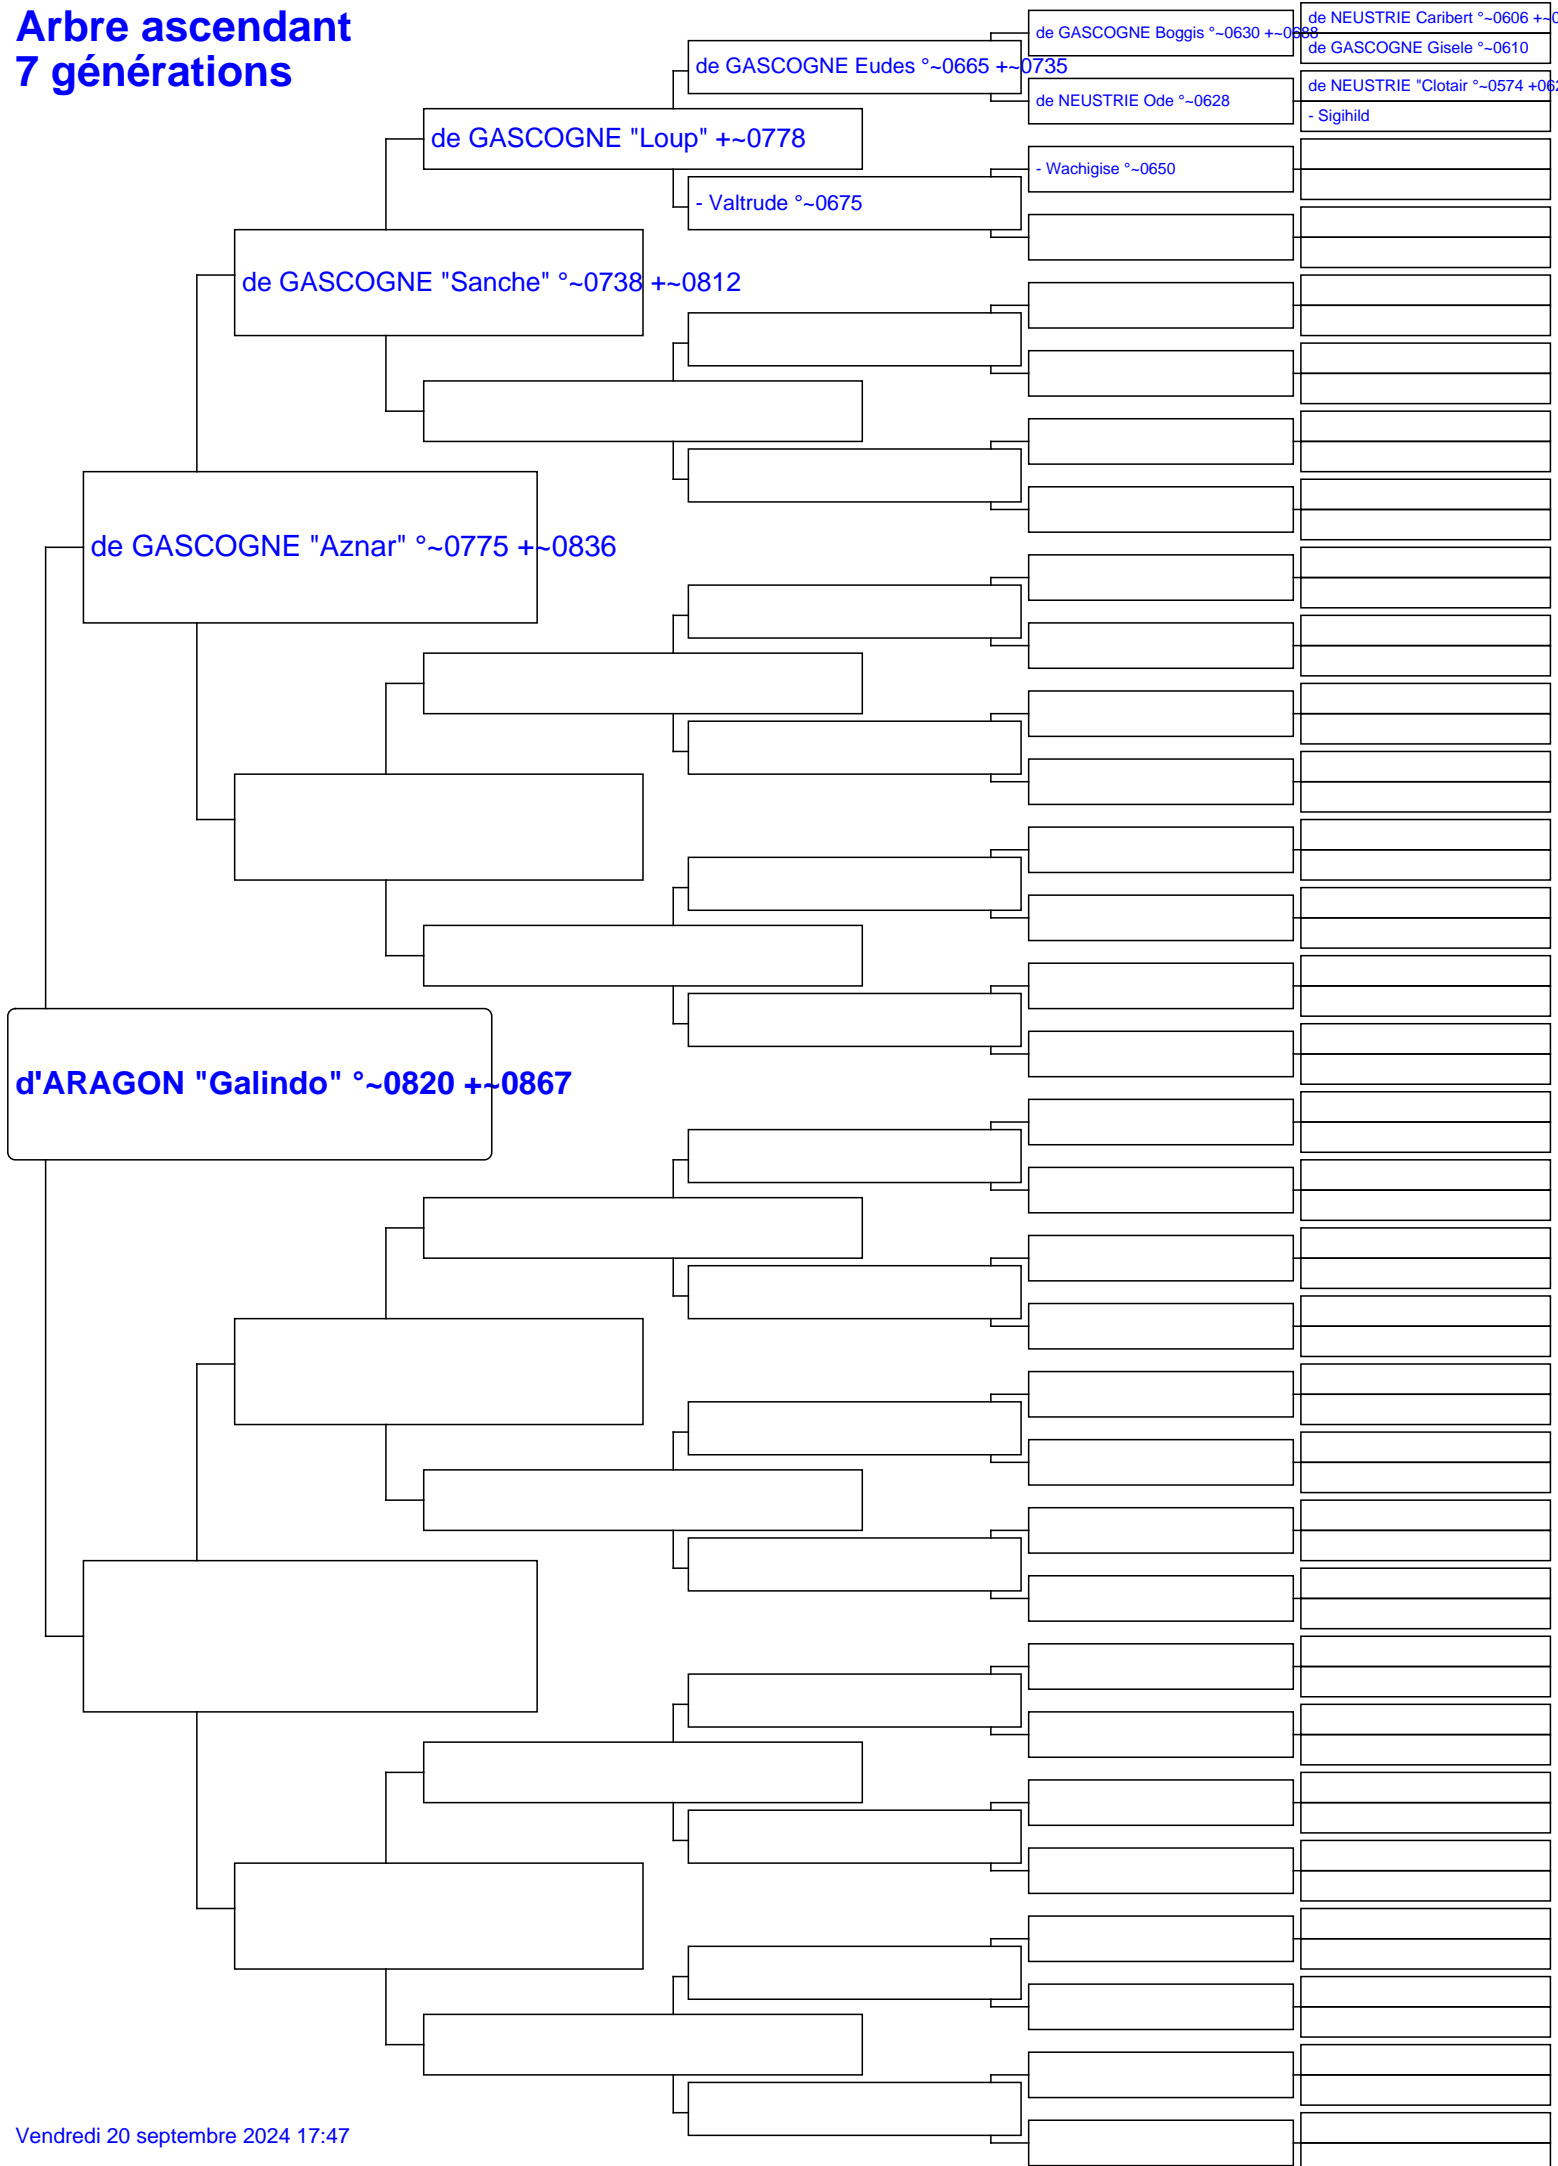 Arbre ascendant
7 générations
de GASCOGNE Boggis °~0630 +~0688
de NEUSTRIE Caribert °~0606 +~0
de GASCOGNE Gisele °~0610
de GASCOGNE Eudes °~0665 +~0735
de NEUSTRIE Ode °~0628
de NEUSTRIE "Clotair °~0574 +062
- Sigihild
de GASCOGNE "Loup" +~0778
- Wachigise °~0650
- Valtrude °~0675
de GASCOGNE "Sanche" °~0738 +~0812
de GASCOGNE "Aznar" °~0775 +~0836
d'ARAGON "Galindo" °~0820 +~0867
Vendredi 20 septembre 2024 17:47